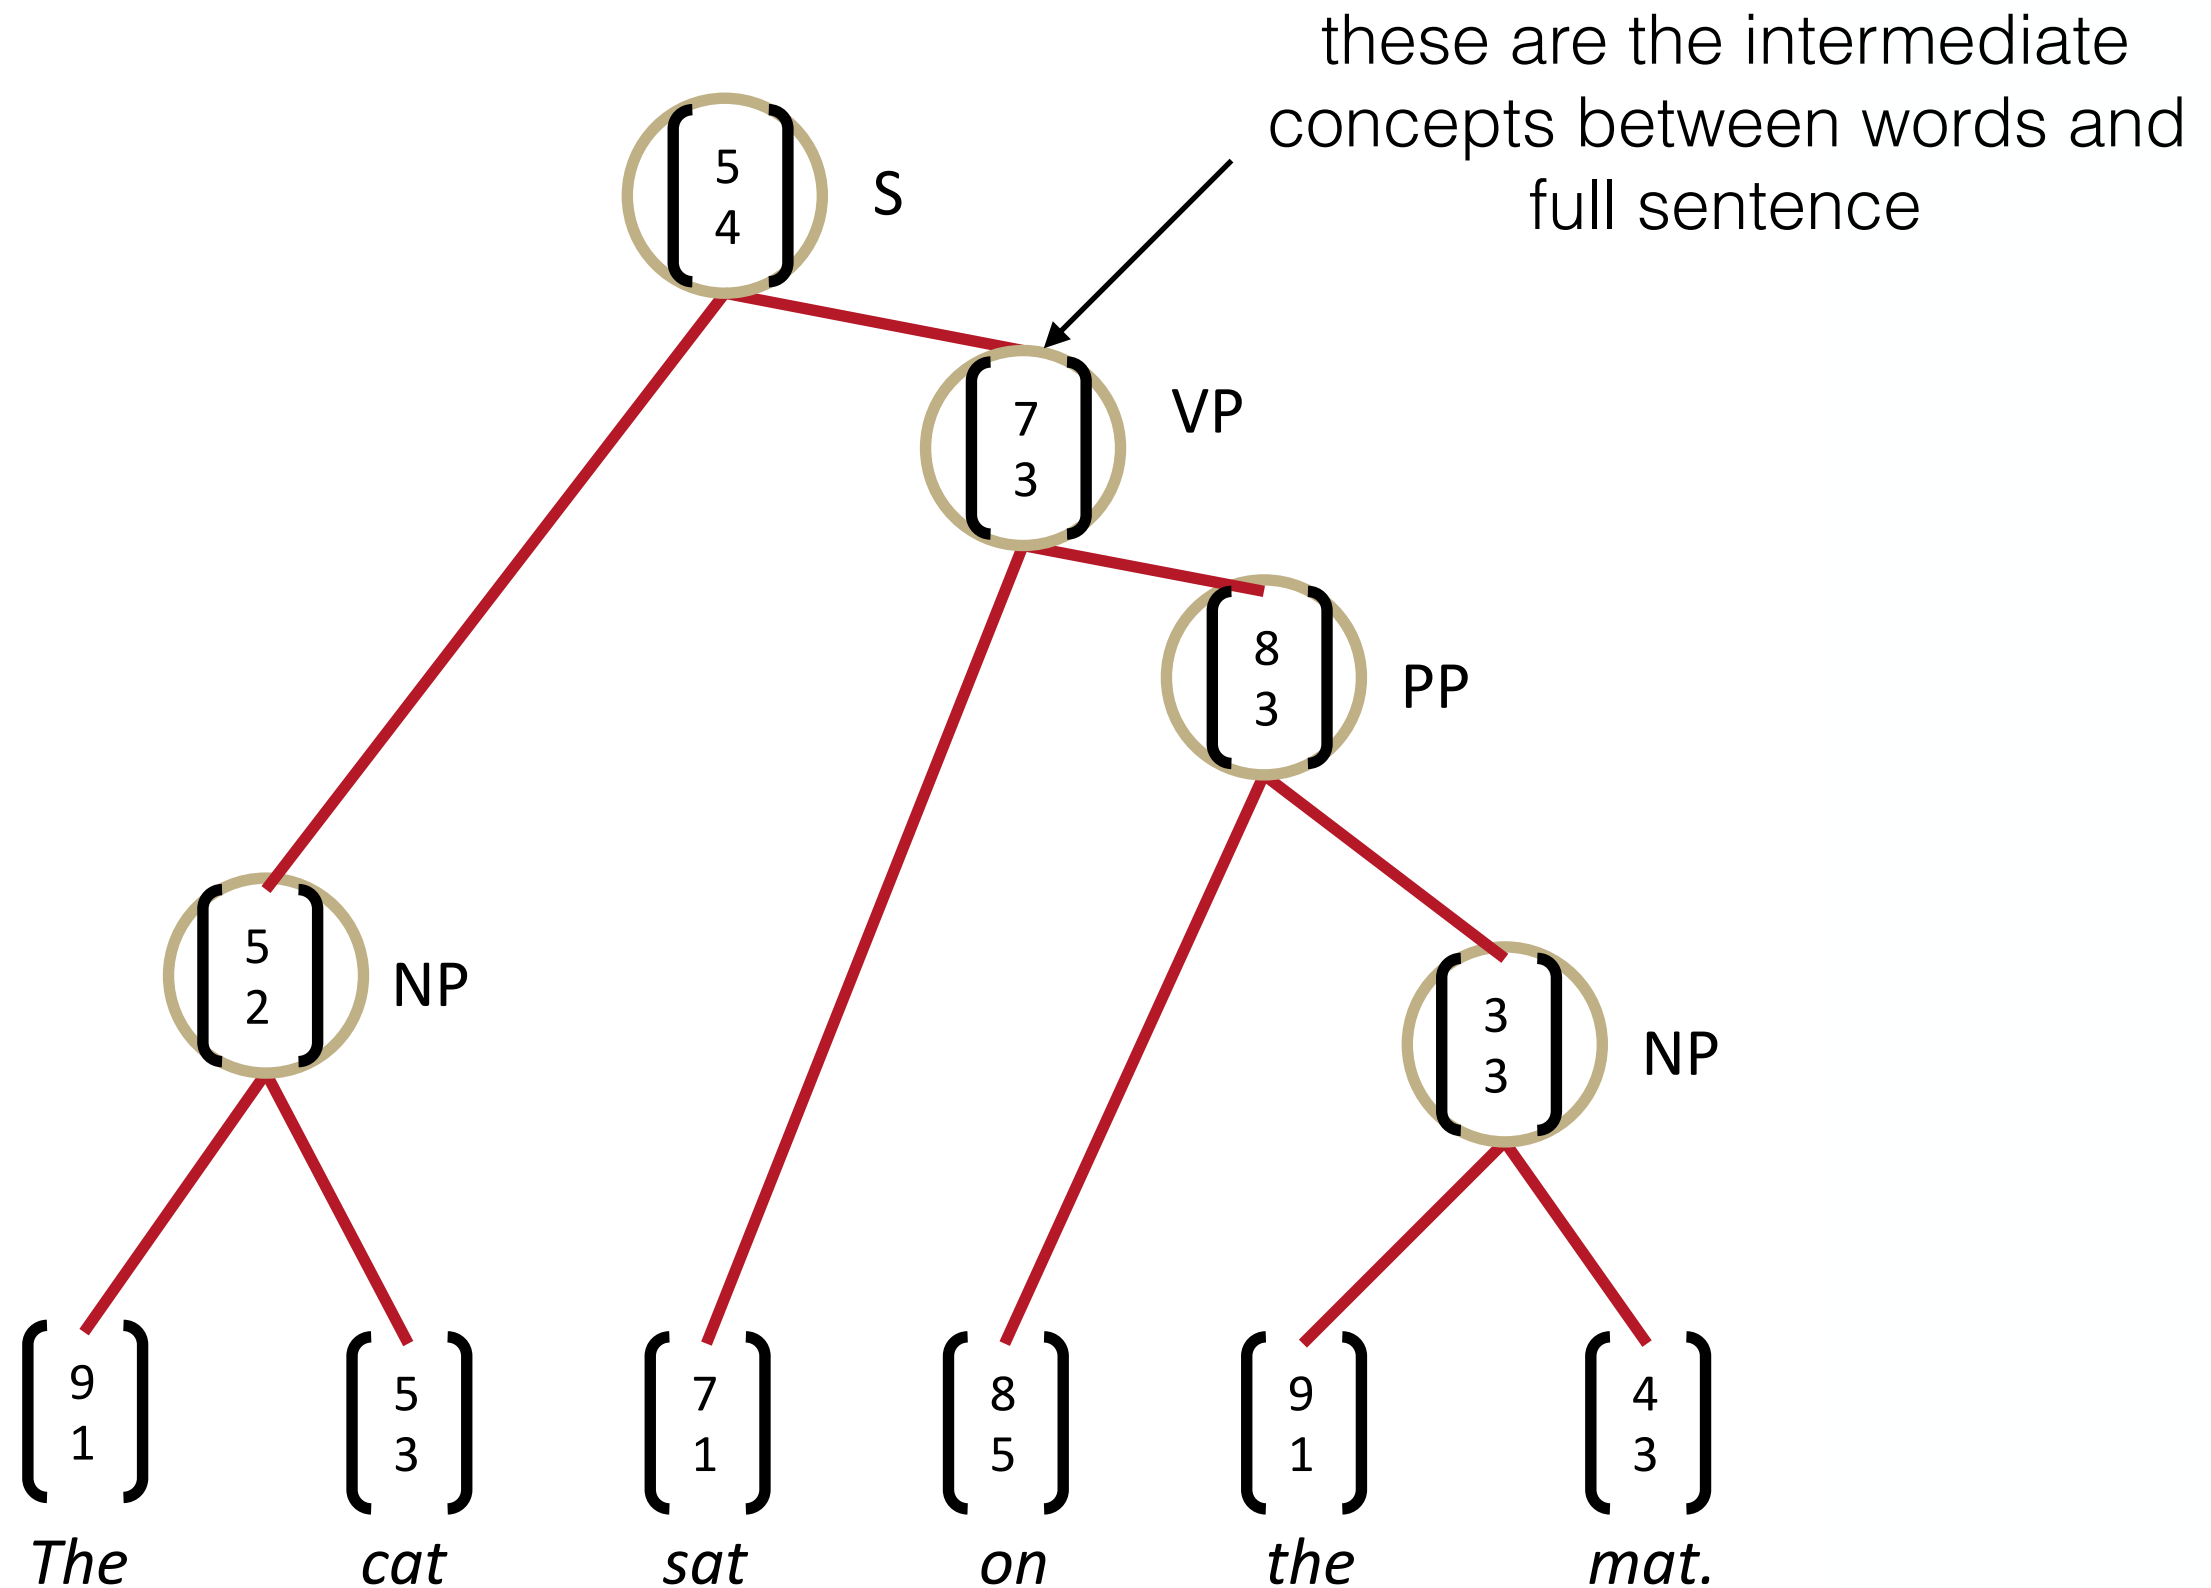 these are the intermediate
concepts between words and
full sentence
5
4
S
7
3
VP
8
3
PP
5
2
NP
3
3
NP
9
1
5
3
7
1
8
5
9
1
4
3
The cat sat on the mat.